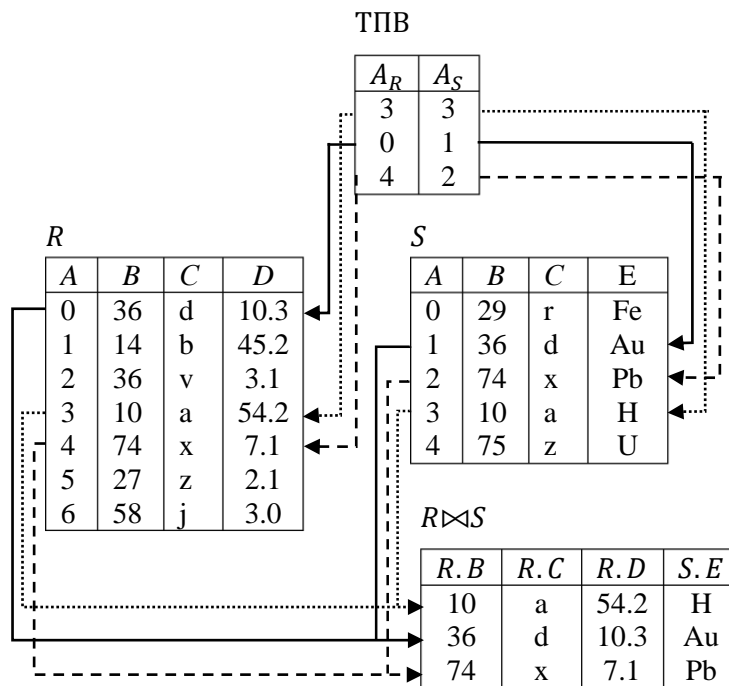 ТПВ
A_R A_S
3 3
0 1
4 2
R
A B C D
0 36 d 10.3
1 14 b 45.2
2 36 v 3.1
3 10 a 54.2
4 74 x 7.1
5 27 z 2.1
6 58 j 3.0
S
A B C E
0 29 r Fe
1 36 d Au
2 74 x Pb
3 10 a H
4 75 z U
R⋈S
R.B R.C R.D S.E
10 a 54.2 H
36 d 10.3 Au
74 x 7.1 Pb